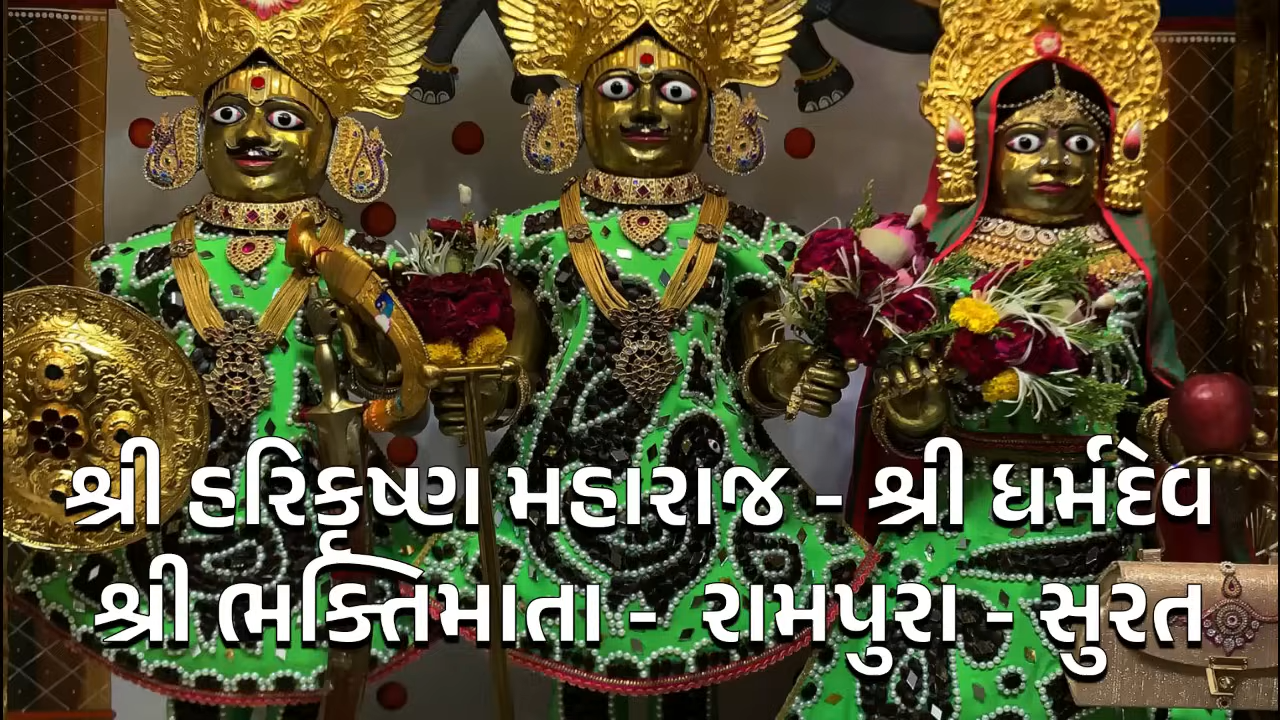 શ્રી હરિકૃષ્ણ મહારાજ - શ્રી ધર્મદેવ
શ્રી ભક્તિમાતા - રામપુરા - સુરત